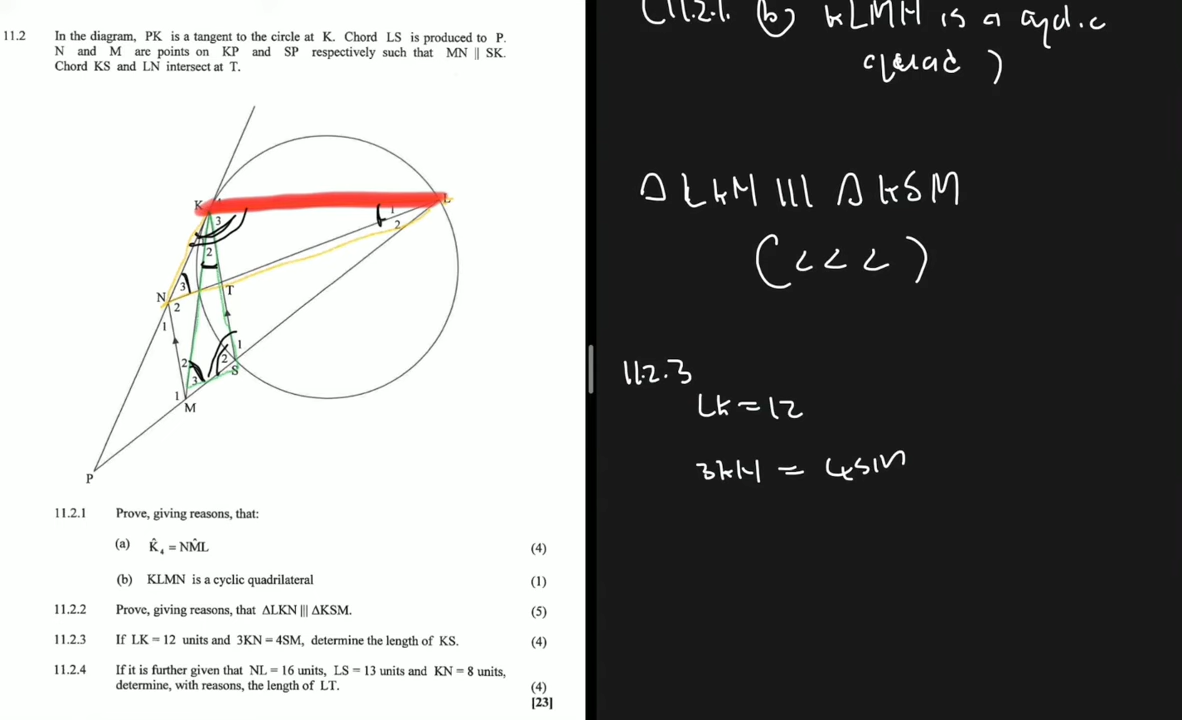 11.2 In the diagram, PK is a tangent to the circle at K. Chord LS is produced to P.
N and M are points on KP and SP respectively such that MN || SK.
Chord KS and LN intersect at T.
K
3
1
L
2
2
3
N
2
T
1
1
2
2
S
3
1
M
P
11.2.1 Prove, giving reasons, that:
(a) K̂₄ = NM̂L (4)
(b) KLMN is a cyclic quadrilateral (1)
11.2.2 Prove, giving reasons, that ΔLKN ||| ΔKSM. (5)
11.2.3 If LK = 12 units and 3KN = 4SM, determine the length of KS. (4)
11.2.4 If it is further given that NL = 16 units, LS = 13 units and KN = 8 units,
determine, with reasons, the length of LT. (4)
[23]
(11.2.1. (b) KLMN is a cyclic
quad )
Δ LKN ||| Δ KSM
(<<<)
11.2.3
LK = 12
3KN = 4SM